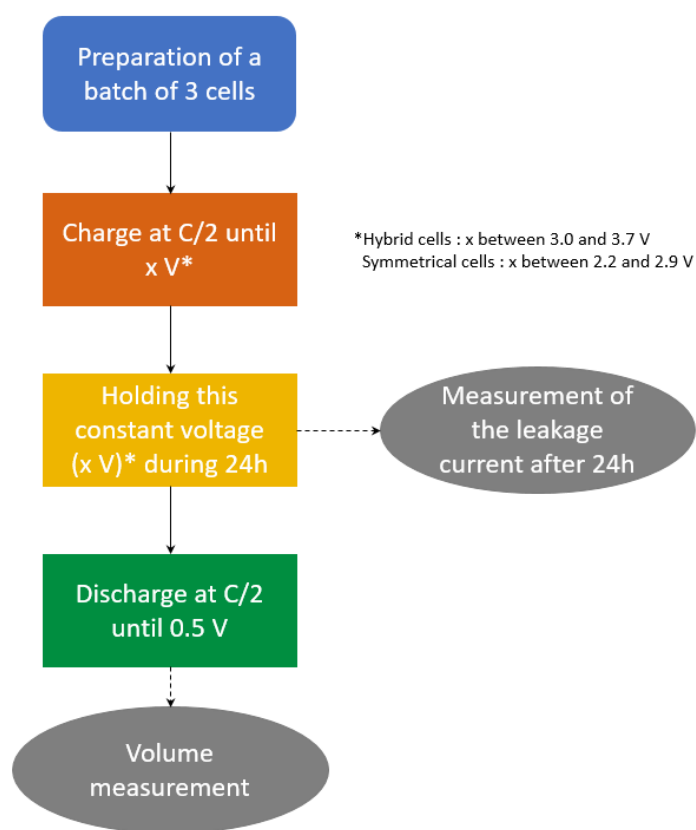 Preparation of a
batch of 3 cells
Charge at C/2 until
x V*
*Hybrid cells : x between 3.0 and 3.7 V
Symmetrical cells : x between 2.2 and 2.9 V
Holding this
constant voltage
(x V)* during 24h
Measurement of
the leakage
current after 24h
Discharge at C/2
until 0.5 V
Volume
measurement